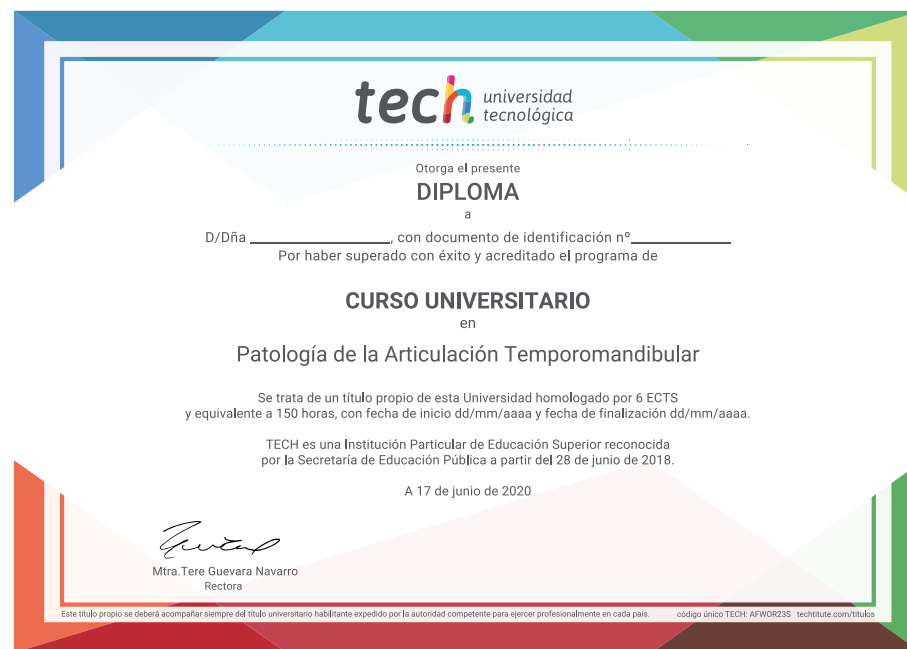 tech universidad
tecnológica
Otorga el presente
DIPLOMA
a
D/Dña ____________________, con documento de identificación nº______________
Por haber superado con éxito y acreditado el programa de
CURSO UNIVERSITARIO
en
Patología de la Articulación Temporomandibular
Se trata de un título propio de esta Universidad homologado por 6 ECTS
y equivalente a 150 horas, con fecha de inicio dd/mm/aaaa y fecha de finalización dd/mm/aaaa.
TECH es una Institución Particular de Educación Superior reconocida
por la Secretaría de Educación Pública a partir del 28 de junio de 2018.
A 17 de junio de 2020
Mtra.Tere Guevara Navarro
Rectora
Este título propio se deberá acompañar siempre del título universitario habilitante expedido por la autoridad competente para ejercer profesionalmente en cada país. código único TECH: AFWOR23S techtitute.com/titulos